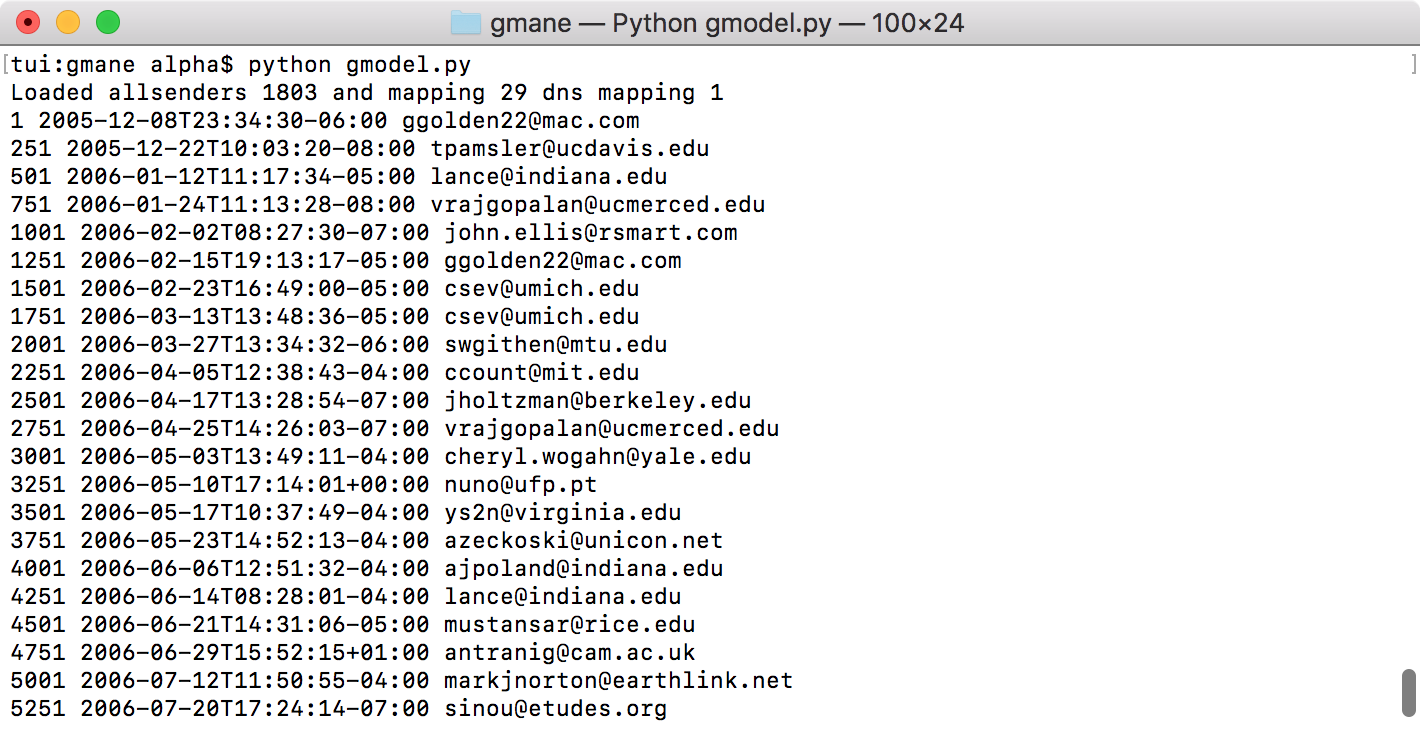 gmane — Python gmodel.py — 100×24
[tui:gmane alpha$ python gmodel.py ]
Loaded allsenders 1803 and mapping 29 dns mapping 1
1 2005-12-08T23:34:30-06:00 ggolden22@mac.com
251 2005-12-22T10:03:20-08:00 tpamsler@ucdavis.edu
501 2006-01-12T11:17:34-05:00 lance@indiana.edu
751 2006-01-24T11:13:28-08:00 vrajgopalan@ucmerced.edu
1001 2006-02-02T08:27:30-07:00 john.ellis@rsmart.com
1251 2006-02-15T19:13:17-05:00 ggolden22@mac.com
1501 2006-02-23T16:49:00-05:00 csev@umich.edu
1751 2006-03-13T13:48:36-05:00 csev@umich.edu
2001 2006-03-27T13:34:32-06:00 swgithen@mtu.edu
2251 2006-04-05T12:38:43-04:00 ccount@mit.edu
2501 2006-04-17T13:28:54-07:00 jholtzman@berkeley.edu
2751 2006-04-25T14:26:03-07:00 vrajgopalan@ucmerced.edu
3001 2006-05-03T13:49:11-04:00 cheryl.wogahn@yale.edu
3251 2006-05-10T17:14:01+00:00 nuno@ufp.pt
3501 2006-05-17T10:37:49-04:00 ys2n@virginia.edu
3751 2006-05-23T14:52:13-04:00 azeckoski@unicon.net
4001 2006-06-06T12:51:32-04:00 ajpoland@indiana.edu
4251 2006-06-14T08:28:01-04:00 lance@indiana.edu
4501 2006-06-21T14:31:06-05:00 mustansar@rice.edu
4751 2006-06-29T15:52:15+01:00 antranig@cam.ac.uk
5001 2006-07-12T11:50:55-04:00 markjnorton@earthlink.net
5251 2006-07-20T17:24:14-07:00 sinou@etudes.org